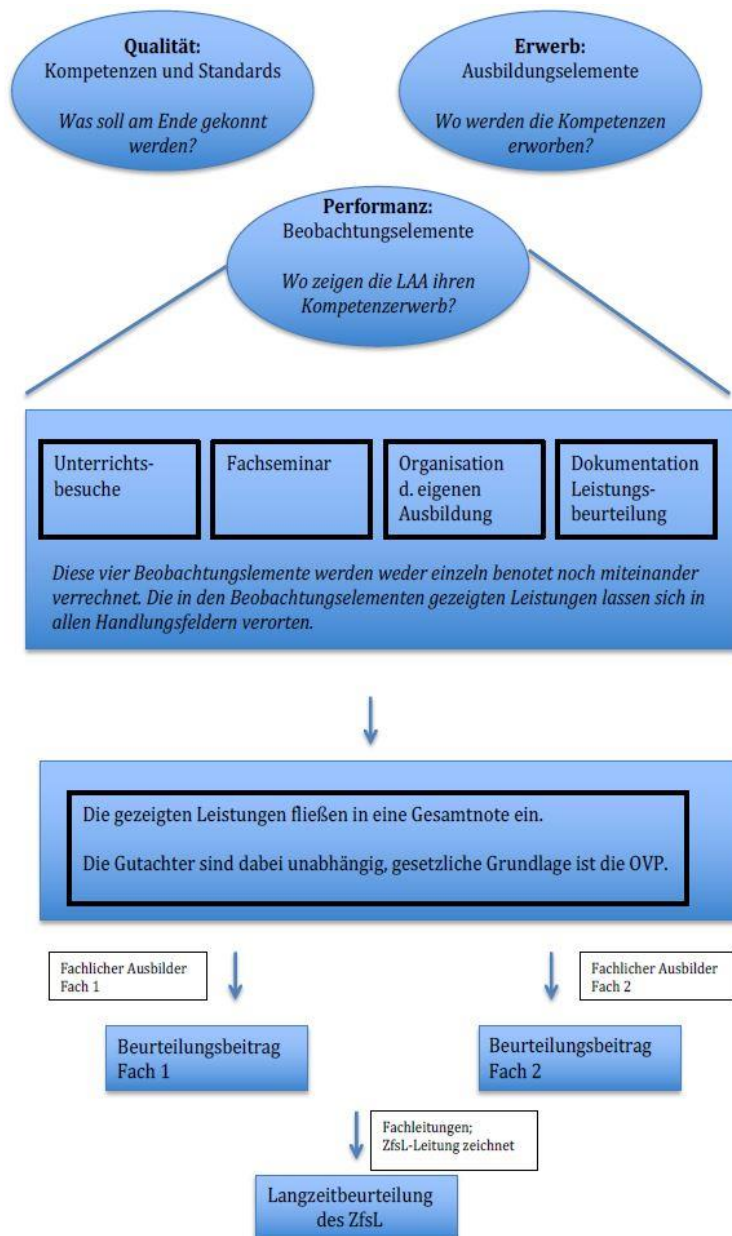 Qualität:
Kompetenzen und Standards
Was soll am Ende gekonnt
werden?
Erwerb:
Ausbildungselemente
Wo werden die Kompetenzen
erworben?
Performanz:
Beobachtungselemente
Wo zeigen die LAA ihren
Kompetenzerwerb?
Unterrichts-
besuche
Fachseminar
Organisation
d. eigenen
Ausbildung
Dokumentation
Leistungs-
beurteilung
Diese vier Beobachtungslemente werden weder einzeln benotet noch miteinander
verrechnet. Die in den Beobachtungselementen gezeigten Leistungen lassen sich in
allen Handlungsfeldern verorten.
Die gezeigten Leistungen fließen in eine Gesamtnote ein.
Die Gutachter sind dabei unabhängig, gesetzliche Grundlage ist die OVP.
Fachlicher Ausbilder
Fach 1
Fachlicher Ausbilder
Fach 2
Beurteilungsbeitrag
Fach 1
Beurteilungsbeitrag
Fach 2
Fachleitungen;
ZfsL-Leitung zeichnet
Langzeitbeurteilung
des ZfsL